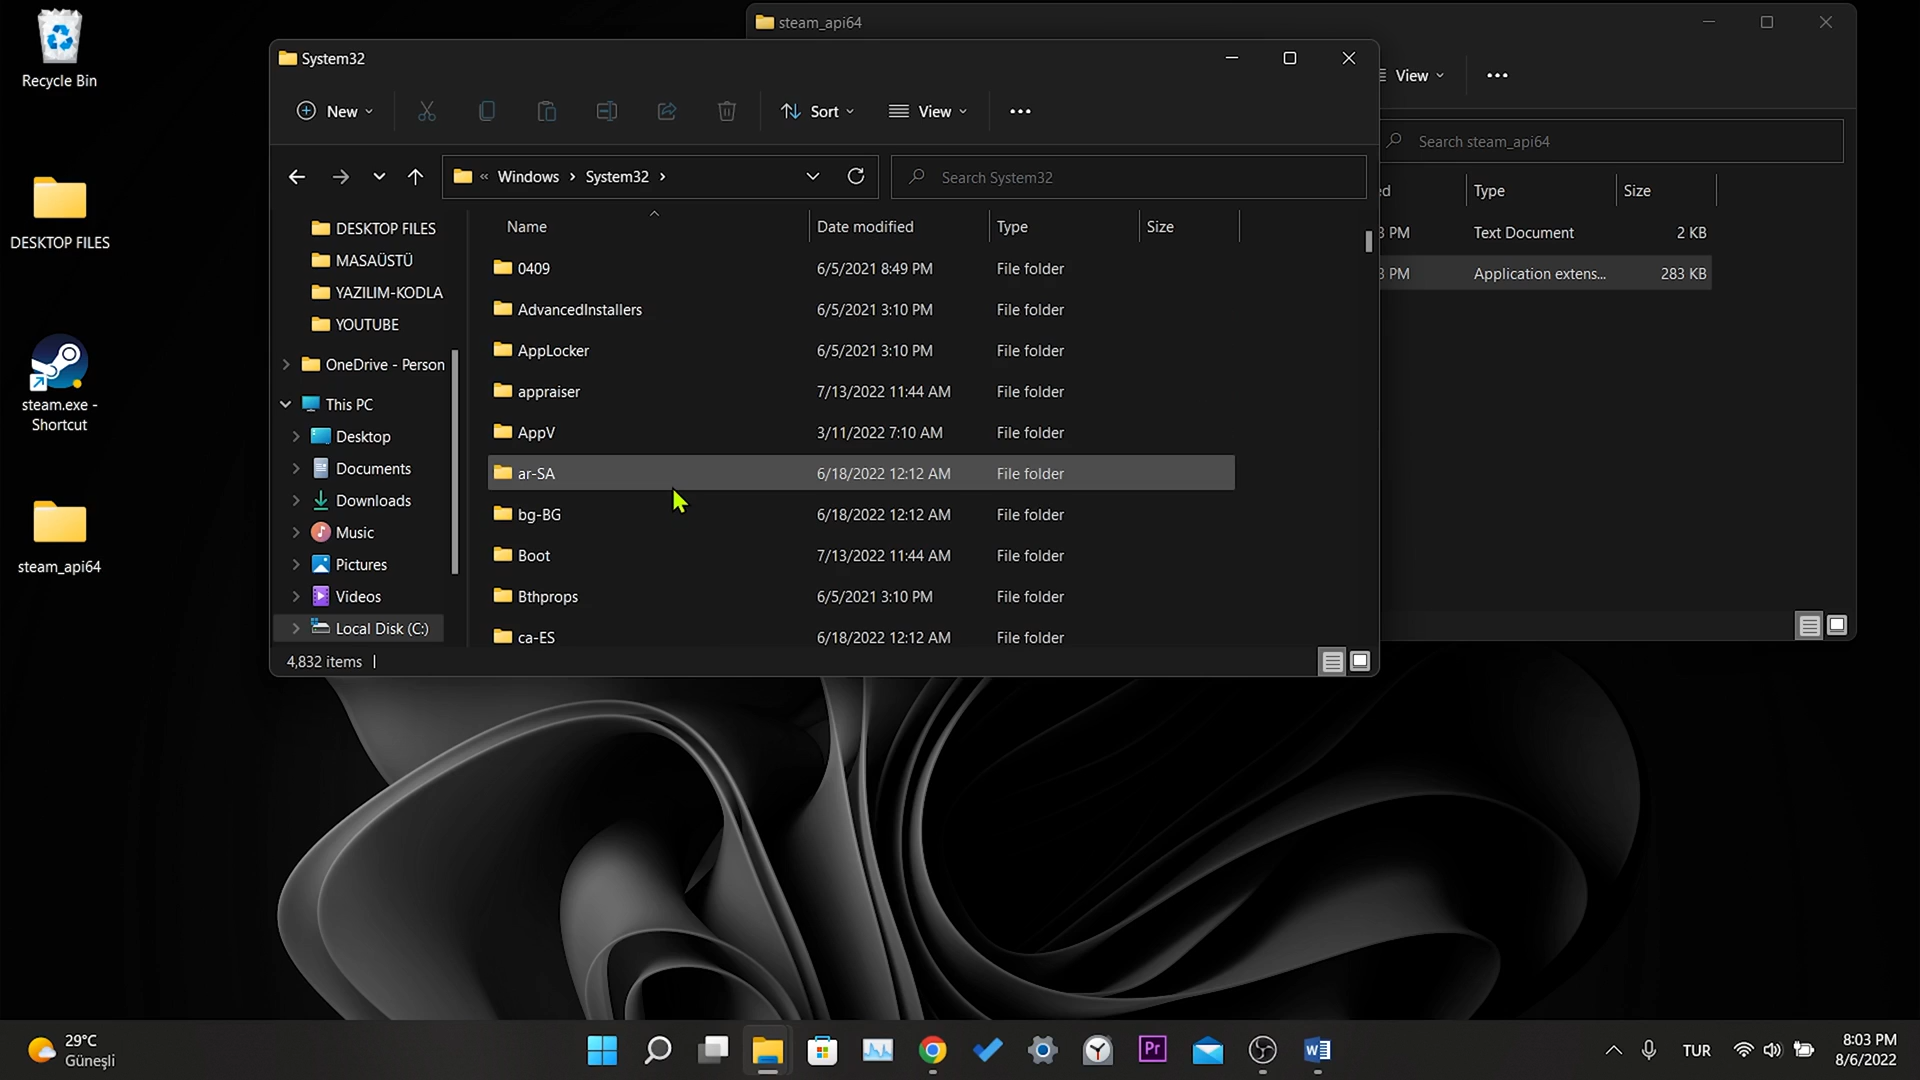 Recycle Bin
DESKTOP FILES
steam.exe -
Shortcut
steam_api64
steam_api64
View
Search steam_api64
Type Size
3 PM Text Document 2 KB
3 PM Application extens... 283 KB
System32
New Sort View
« Windows › System32 ›
Search System32
DESKTOP FILES
MASAÜSTÜ
YAZILIM-KODLA
YOUTUBE
OneDrive - Person
This PC
Desktop
Documents
Downloads
Music
Pictures
Videos
Local Disk (C:)
Name Date modified Type Size
0409 6/5/2021 8:49 PM File folder
AdvancedInstallers 6/5/2021 3:10 PM File folder
AppLocker 6/5/2021 3:10 PM File folder
appraiser 7/13/2022 11:44 AM File folder
AppV 3/11/2022 7:10 AM File folder
ar-SA 6/18/2022 12:12 AM File folder
bg-BG 6/18/2022 12:12 AM File folder
Boot 7/13/2022 11:44 AM File folder
Bthprops 6/5/2021 3:10 PM File folder
ca-ES 6/18/2022 12:12 AM File folder
4,832 items
29°C
Güneşli
Pr
W
TUR
8:03 PM
8/6/2022